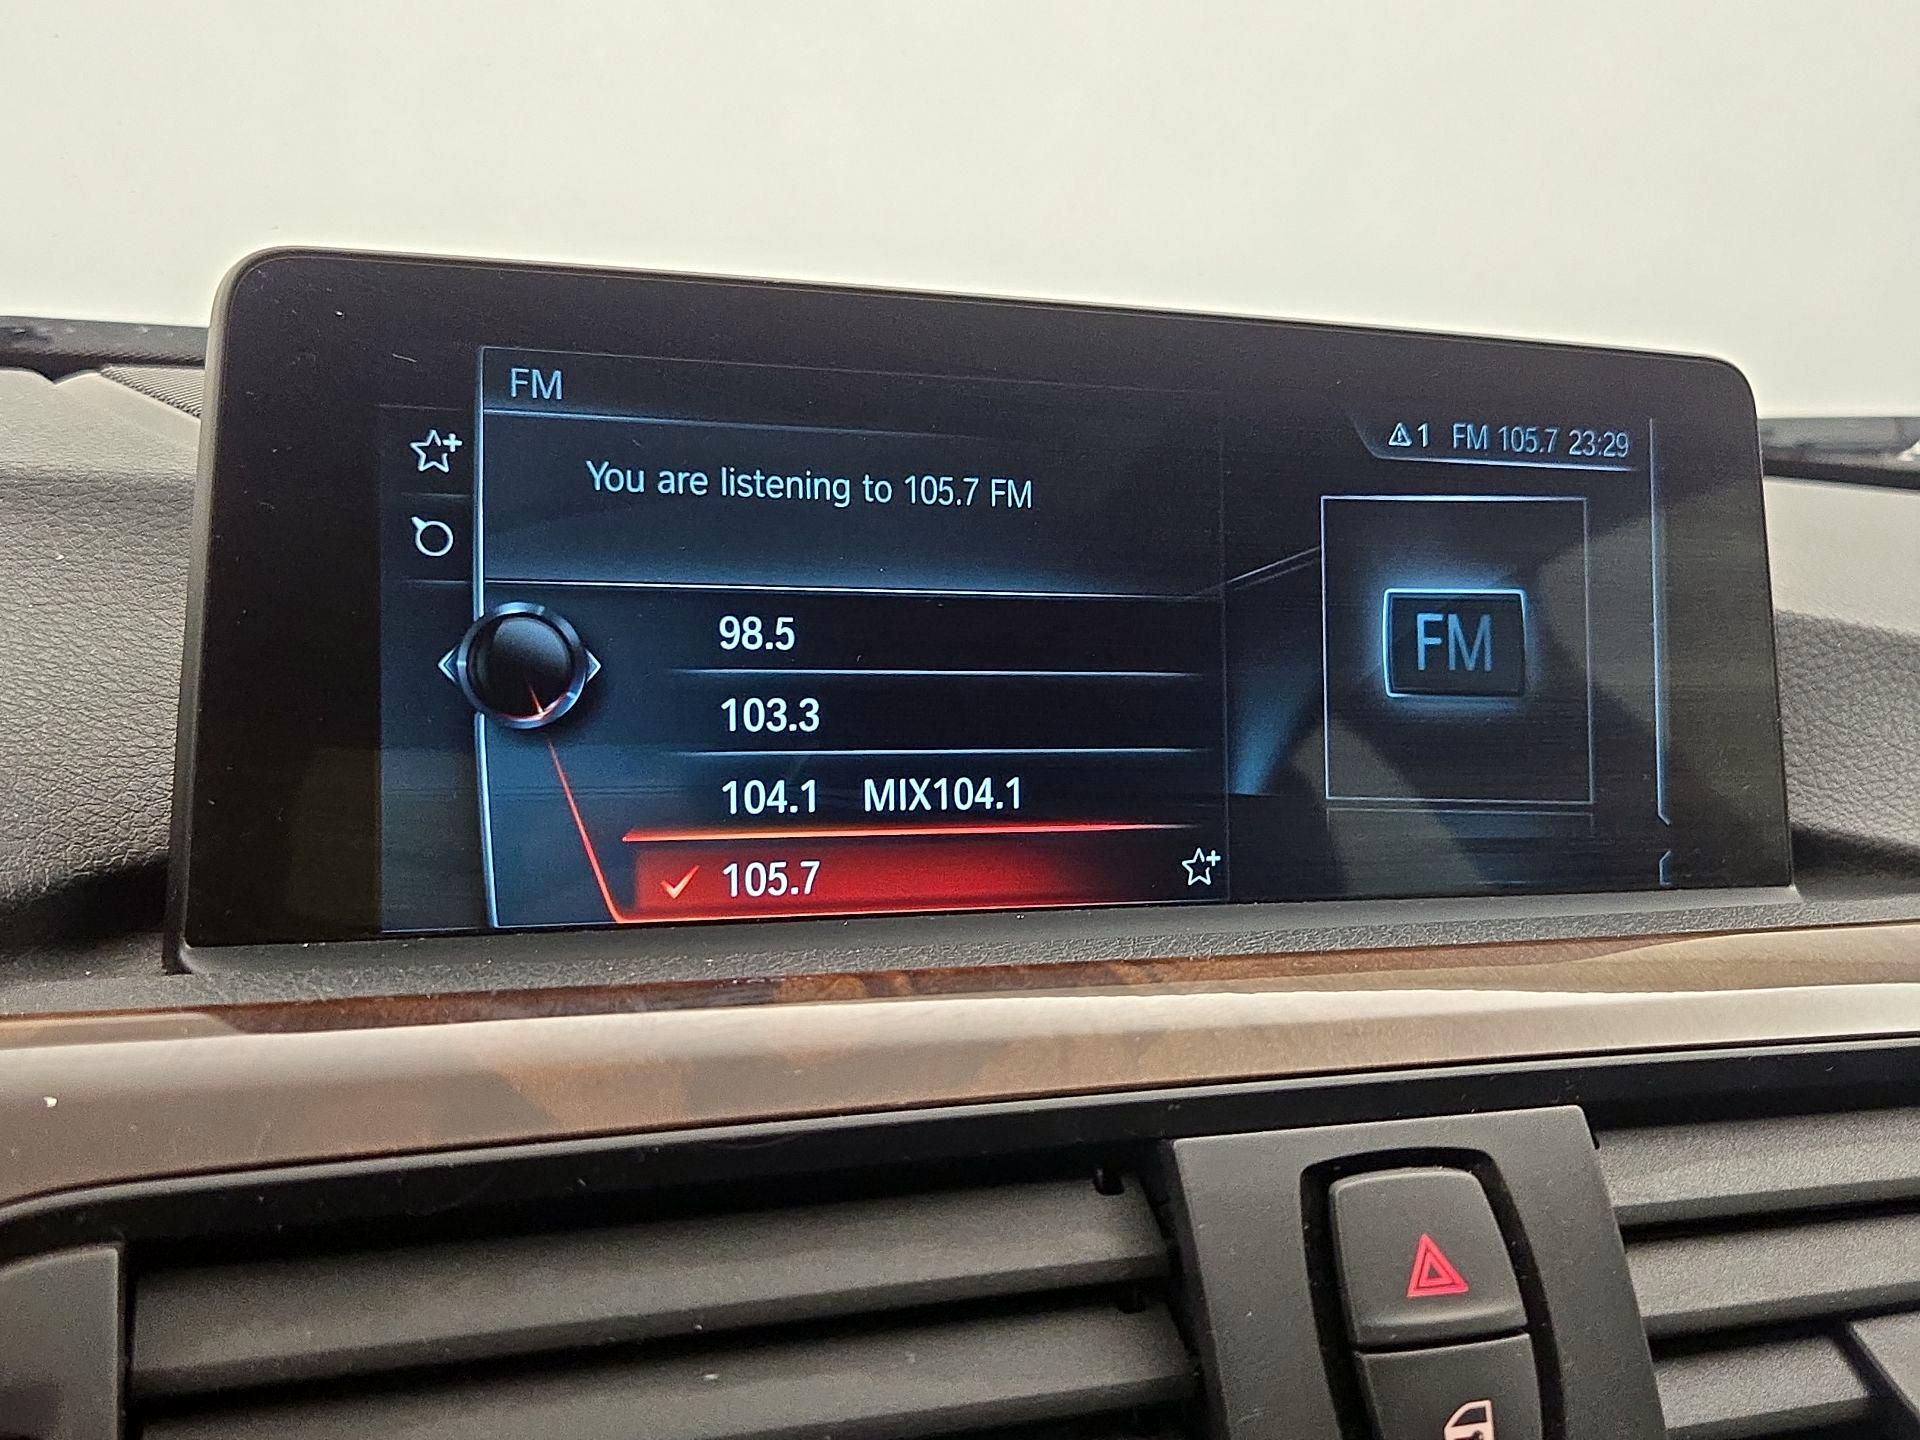 FM
1 FM 105.7 23:29
You are listening to 105.7 FM
FM
98.5
103.3
104.1 MIX104.1
105.7